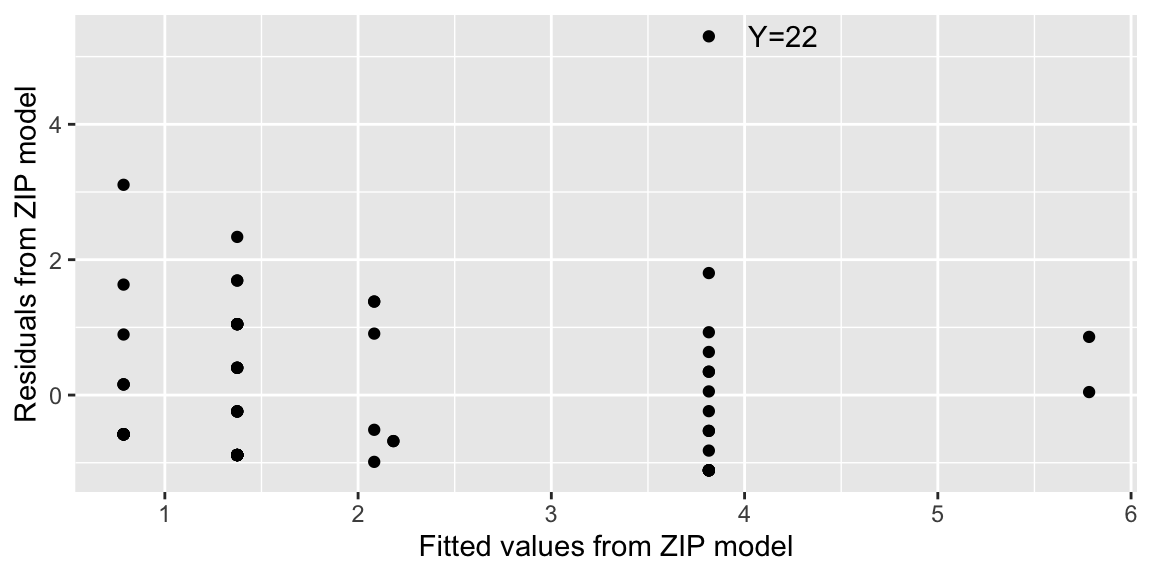 Y=22
4
2
0
Residuals from ZIP model
1 2 3 4 5 6
Fitted values from ZIP model